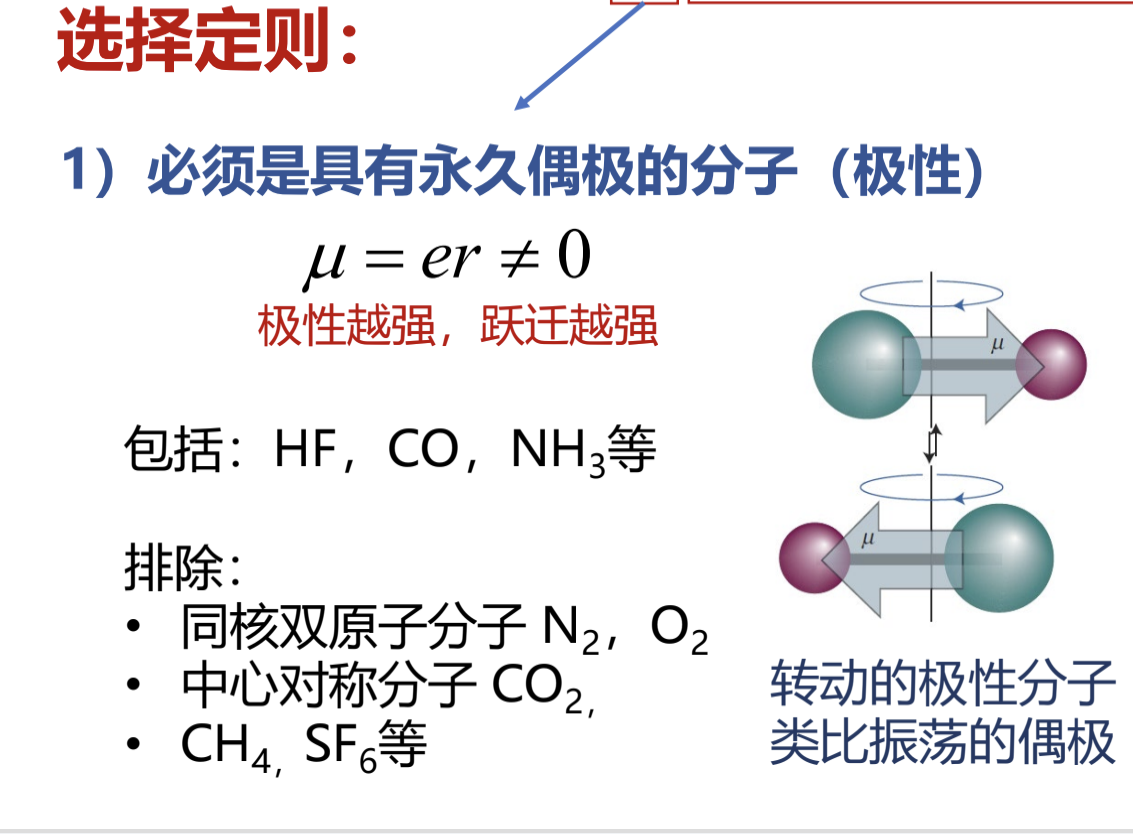 选择定则：
1）必须是具有永久偶极的分子（极性）
μ = er ≠ 0
极性越强，跃迁越强
包括：HF，CO，NH₃等
排除：
• 同核双原子分子 N₂，O₂
• 中心对称分子 CO₂,
• CH₄, SF₆等
μ
μ
转动的极性分子
类比振荡的偶极